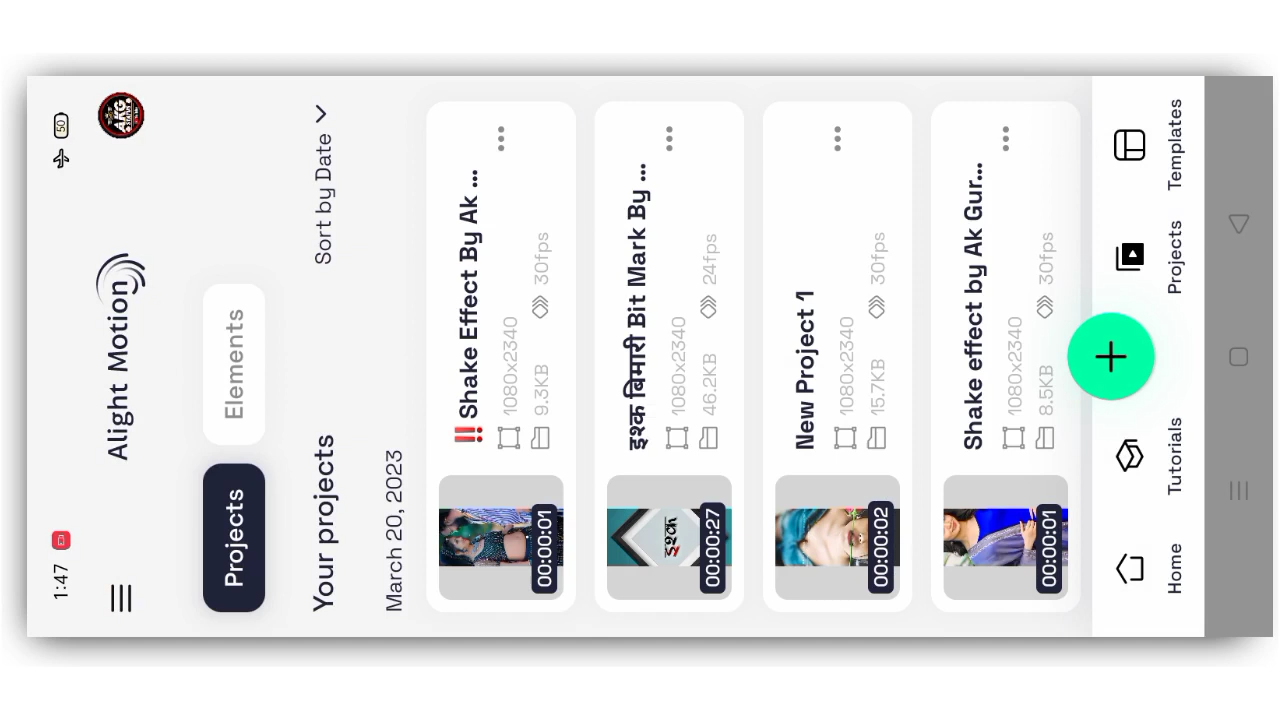 1:47
50
Alight Motion
AKG
Projects
Elements
Your projects
Sort by Date
March 20, 2023
‼️Shake Effect By Ak ...
1080x2340
9.3KB 30fps
00:00:01
इश्क बिमारी Bit Mark By ...
1080x2340
46.2KB 24fps
इश्क
00:00:27
New Project 1
1080x2340
15.7KB 30fps
00:00:02
Shake effect by Ak Gur...
1080x2340
8.5KB 30fps
00:00:01
Home
Tutorials
Projects
Templates